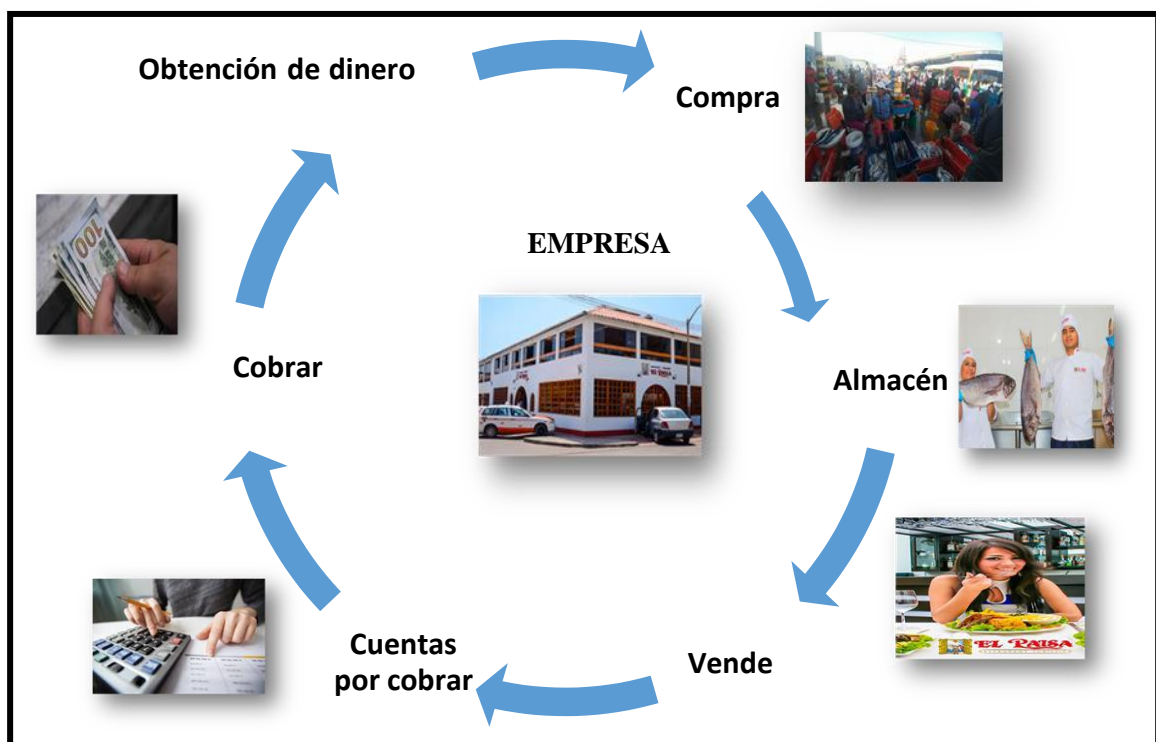 Obtención de dinero
Compra
EMPRESA
Almacén
Cobrar
100
EL PAISA
Vende
Cuentas
por cobrar